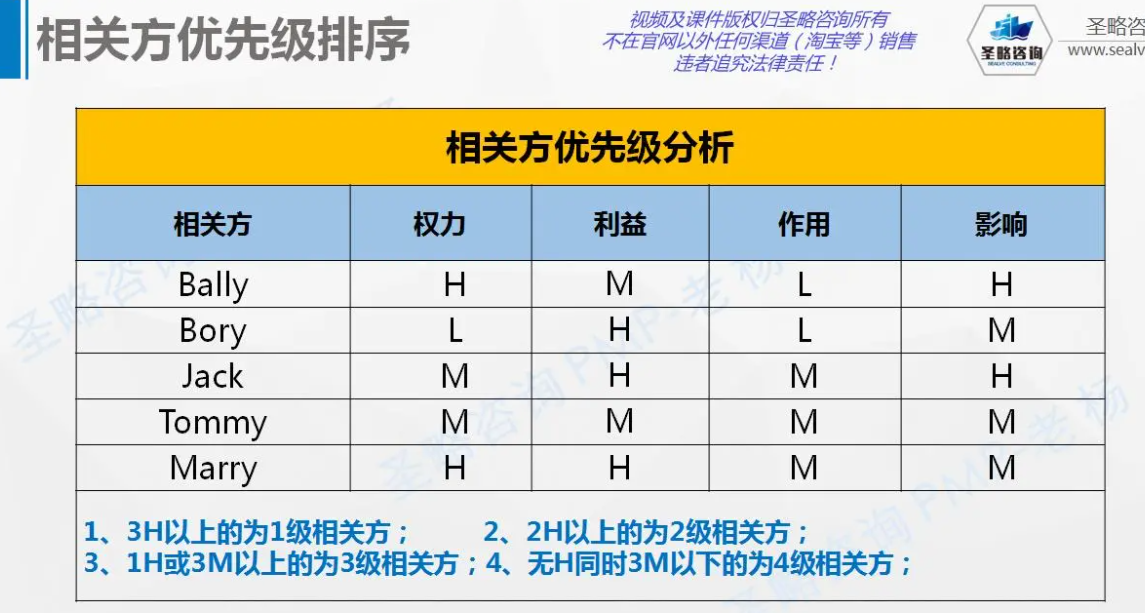 相关方优先级排序
视频及课件版权归圣略咨询所有
不在官网以外任何渠道（淘宝等）销售
违者追究法律责任！
圣略咨询
SEALVE CONSULTING
圣略咨
www.sealv
相关方优先级分析
相关方 权力 利益 作用 影响
Bally H M L H
Bory L H L M
Jack M H M H
Tommy M M M M
Marry H H M M
1、3H以上的为1级相关方； 2、2H以上的为2级相关方；
3、1H或3M以上的为3级相关方；4、无H同时3M以下的为4级相关方；
圣略咨询 PMP-老杨